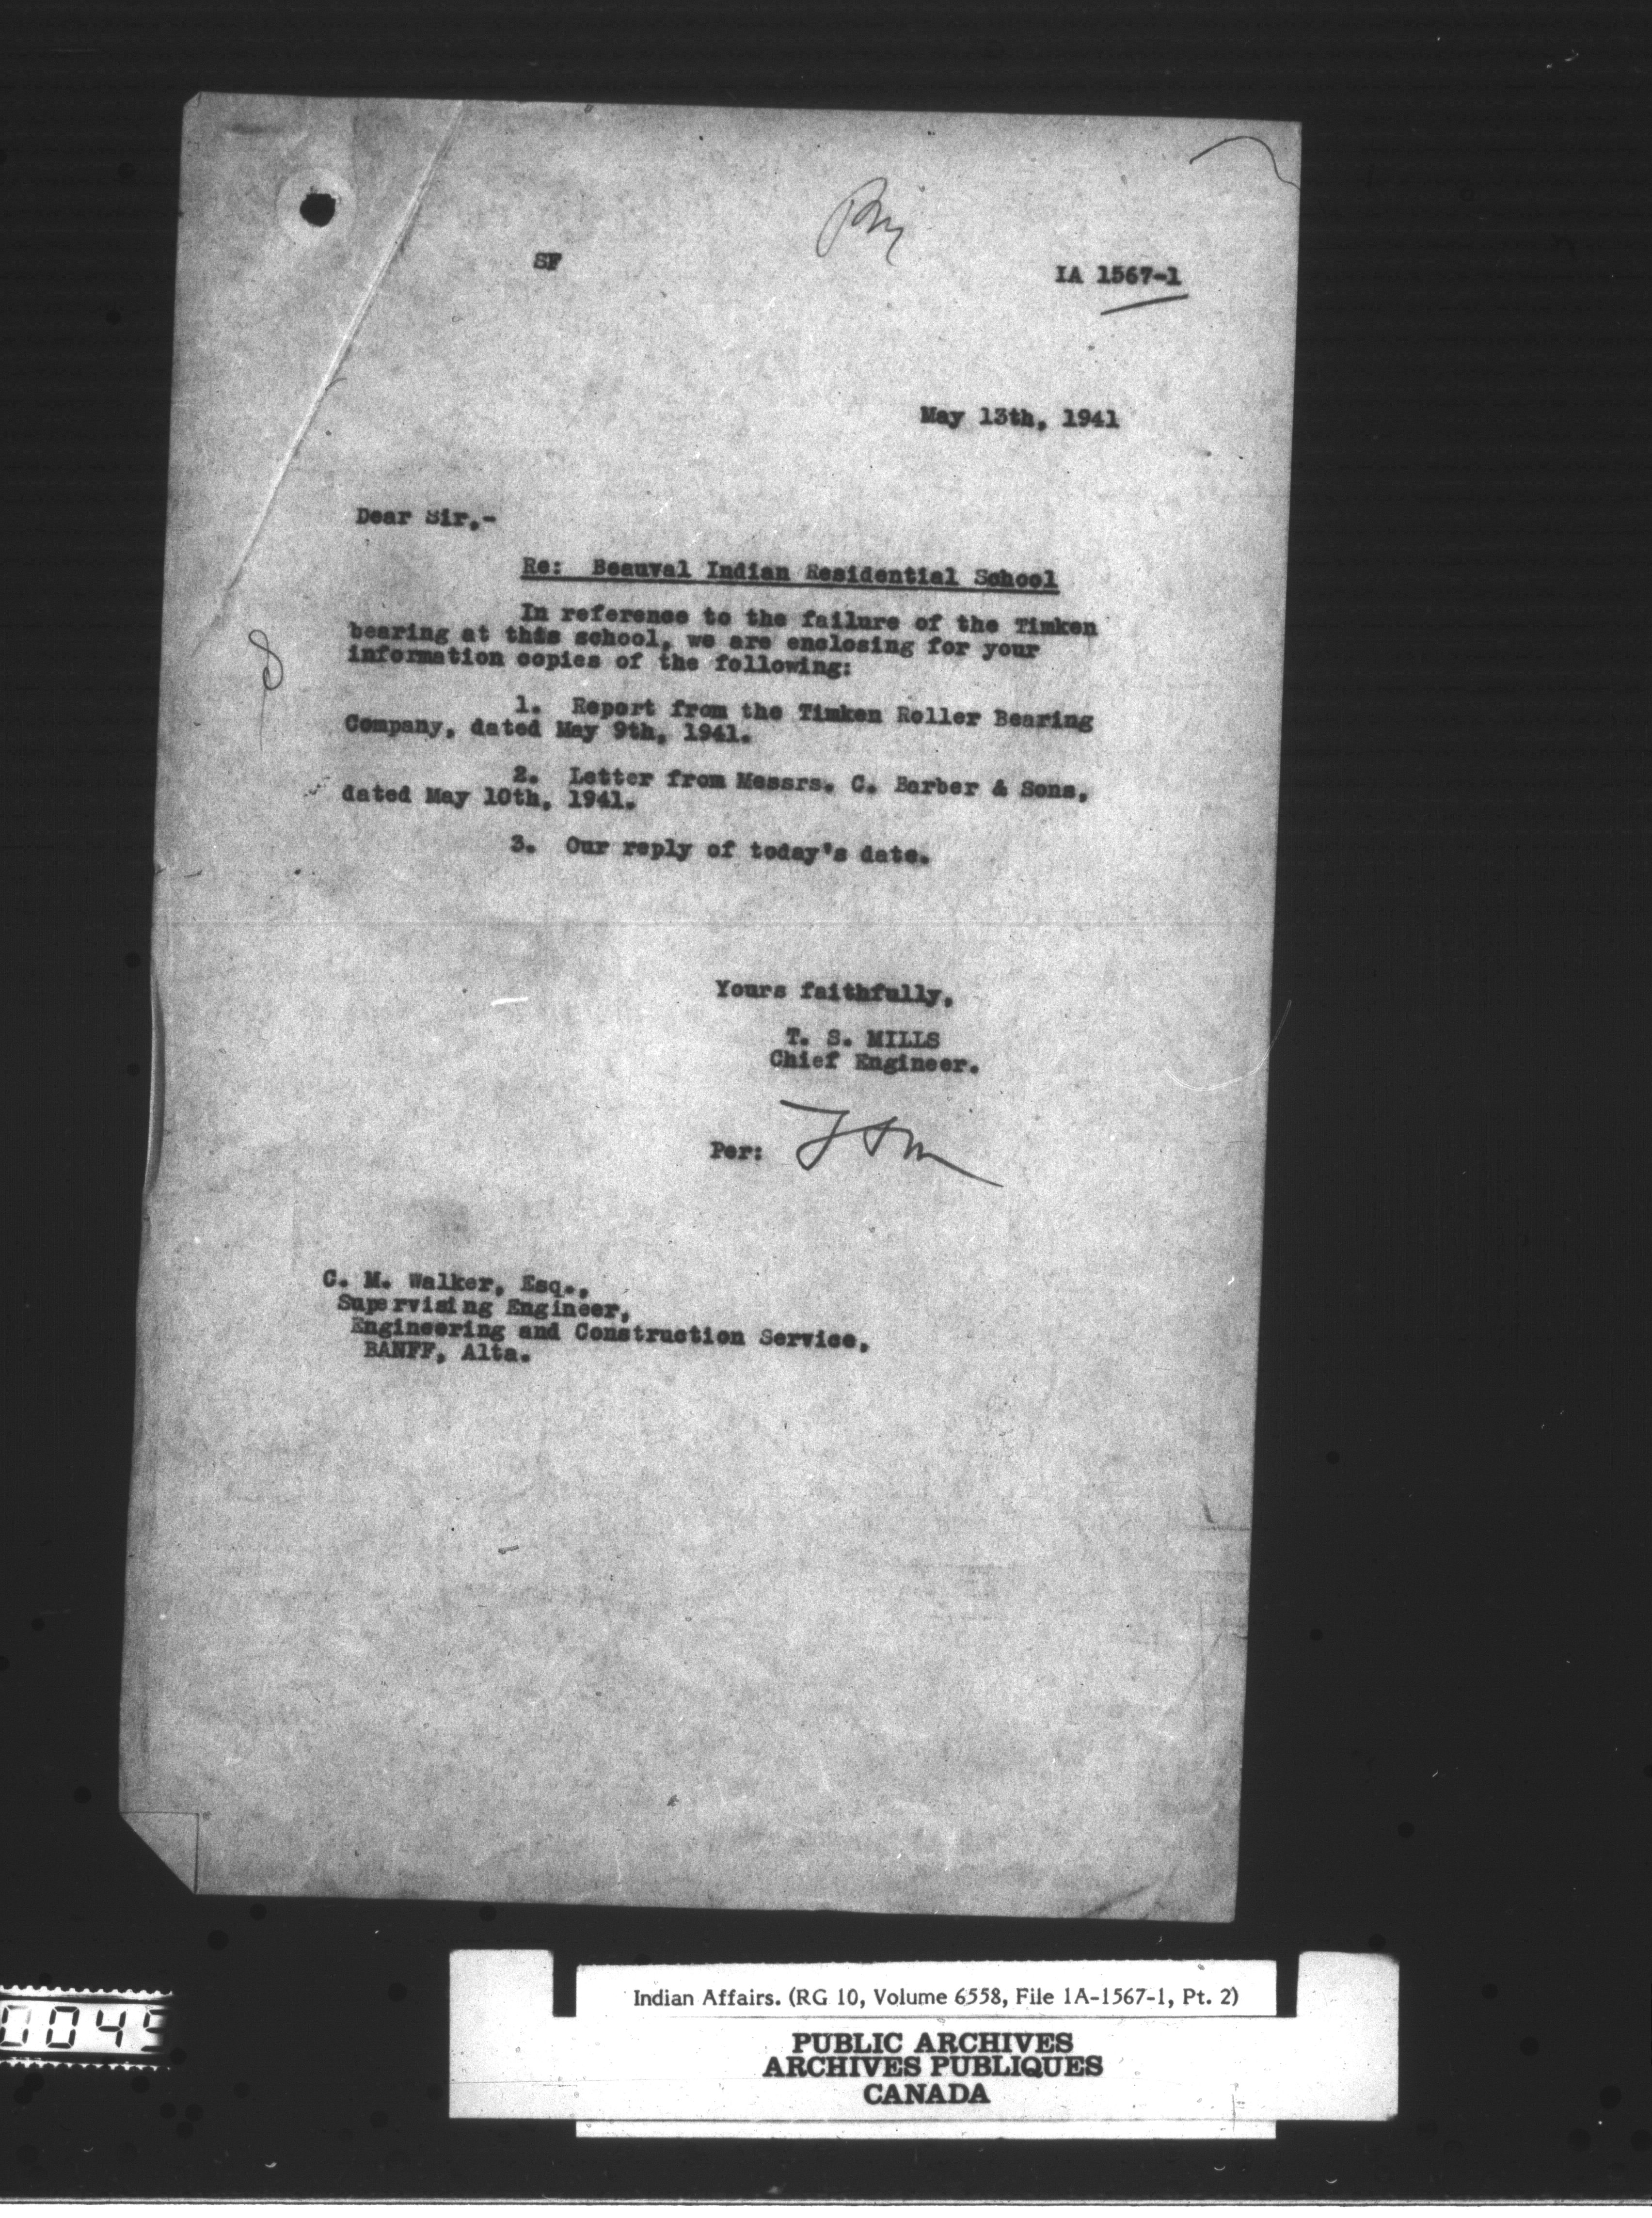 SF
IA 1567-1
May 13th, 1941
Dear Sir,-
Re: Beauval Indian Residential School
In reference to the failure of the Timken
bearing at this school, we are enclosing for your
information copies of the following:
1. Report from the Timken Roller Bearing
Company, dated May 9th, 1941.
2. Letter from Messrs. C. Barber & Sons,
dated May 10th, 1941.
3. Our reply of today's date.
Yours faithfully,
T. S. MILLS
Chief Engineer.
Per: TSM
C. M. Walker, Esq.,
Supervising Engineer,
Engineering and Construction Service,
BANFF, Alta.
Indian Affairs. (RG 10, Volume 6558, File 1A-1567-1, Pt. 2)
PUBLIC ARCHIVES
ARCHIVES PUBLIQUES
CANADA
0045